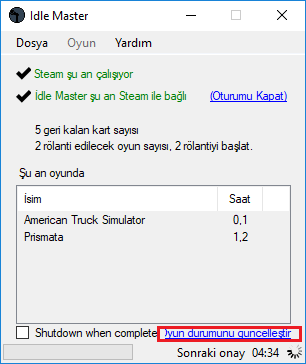 Idle Master
Dosya Oyun Yardım
Steam şu an çalışıyor
İdle Master şu an Steam ile bağlı (Oturumu Kapat)
5 geri kalan kart sayısı
2 rölanti edilecek oyun sayısı, 2 rölantiyi başlat.
Şu an oyunda
İsim Saat
American Truck Simulator 0,1
Prismata 1,2
Shutdown when complete Oyun durumunu güncelleştir
Sonraki onay 04:34